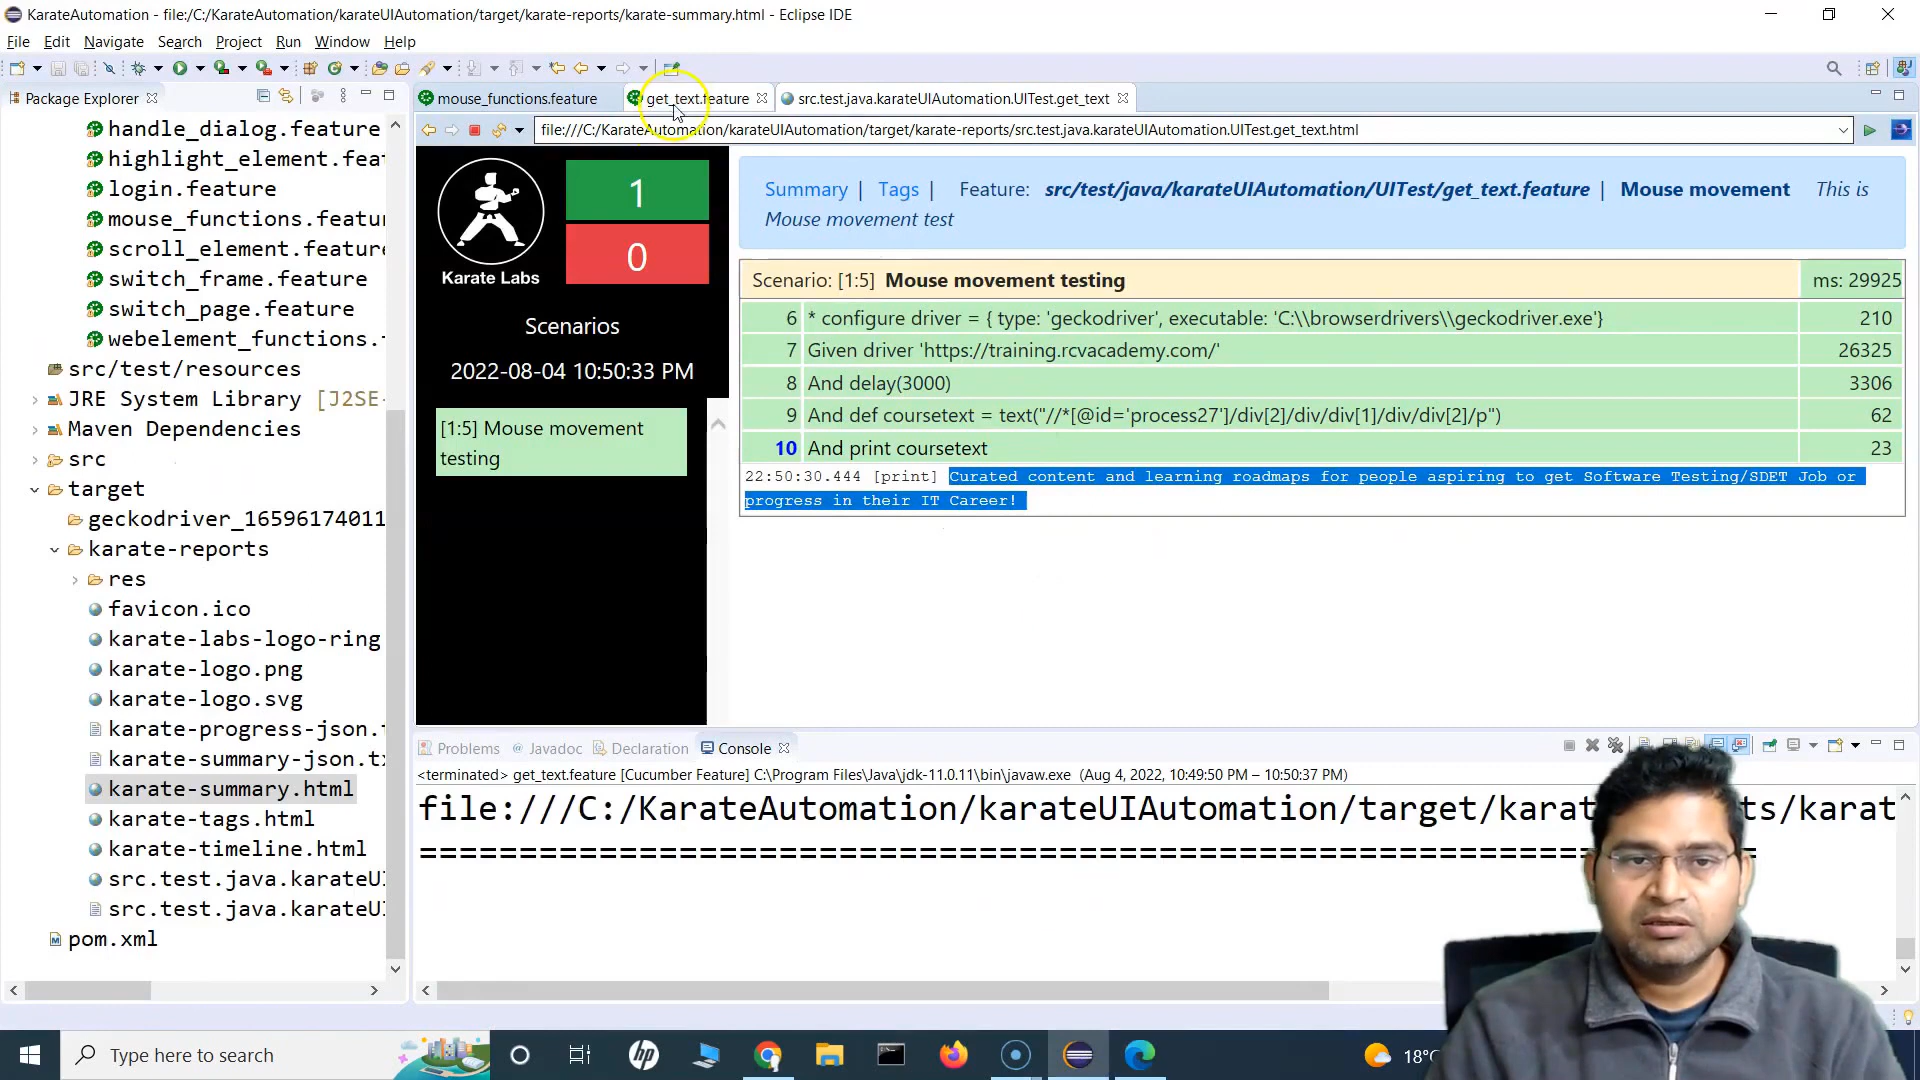 KarateAutomation - file:/C:/KarateAutomation/karateUIAutomation/target/karate-reports/karate-summary.html - Eclipse IDE
File Edit Navigate Search Project Run Window Help
Package Explorer
handle_dialog.feature
highlight_element.feat
login.feature
mouse_functions.featur
scroll_element.feature
switch_frame.feature
switch_page.feature
webelement_functions.
src/test/resources
JRE System Library [J2SE-
Maven Dependencies
src
target
geckodriver_16596174011
karate-reports
res
favicon.ico
karate-labs-logo-ring
karate-logo.png
karate-logo.svg
karate-progress-json.t
karate-summary-json.tx
karate-summary.html
karate-tags.html
karate-timeline.html
src.test.java.karateUI
src.test.java.karateUI
pom.xml
mouse_functions.feature
get_text.feature
src.test.java.karateUIAutomation.UITest.get_text
file:///C:/KarateAutomation/karateUIAutomation/target/karate-reports/src.test.java.karateUIAutomation.UITest.get_text.html
Karate Labs
1
0
Scenarios
2022-08-04 10:50:33 PM
[1:5] Mouse movement
testing
Summary | Tags | Feature: src/test/java/karateUIAutomation/UITest/get_text.feature | Mouse movement This is
Mouse movement test
Scenario: [1:5] Mouse movement testing ms: 29925
6 * configure driver = { type: 'geckodriver', executable: 'C:\\browserdrivers\\geckodriver.exe'} 210
7 Given driver 'https://training.rcvacademy.com/' 26325
8 And delay(3000) 3306
9 And def coursetext = text("//*[@id='process27']/div[2]/div/div[1]/div/div[2]/p") 62
10 And print coursetext 23
22:50:30.444 [print] Curated content and learning roadmaps for people aspiring to get Software Testing/SDET Job or
progress in their IT Career!
Problems Javadoc Declaration Console
<terminated> get_text.feature [Cucumber Feature] C:\Program Files\Java\jdk-11.0.11\bin\javaw.exe (Aug 4, 2022, 10:49:50 PM – 10:50:37 PM)
file:///C:/KarateAutomation/karateUIAutomation/target/karat ts/karat
Type here to search
18°C